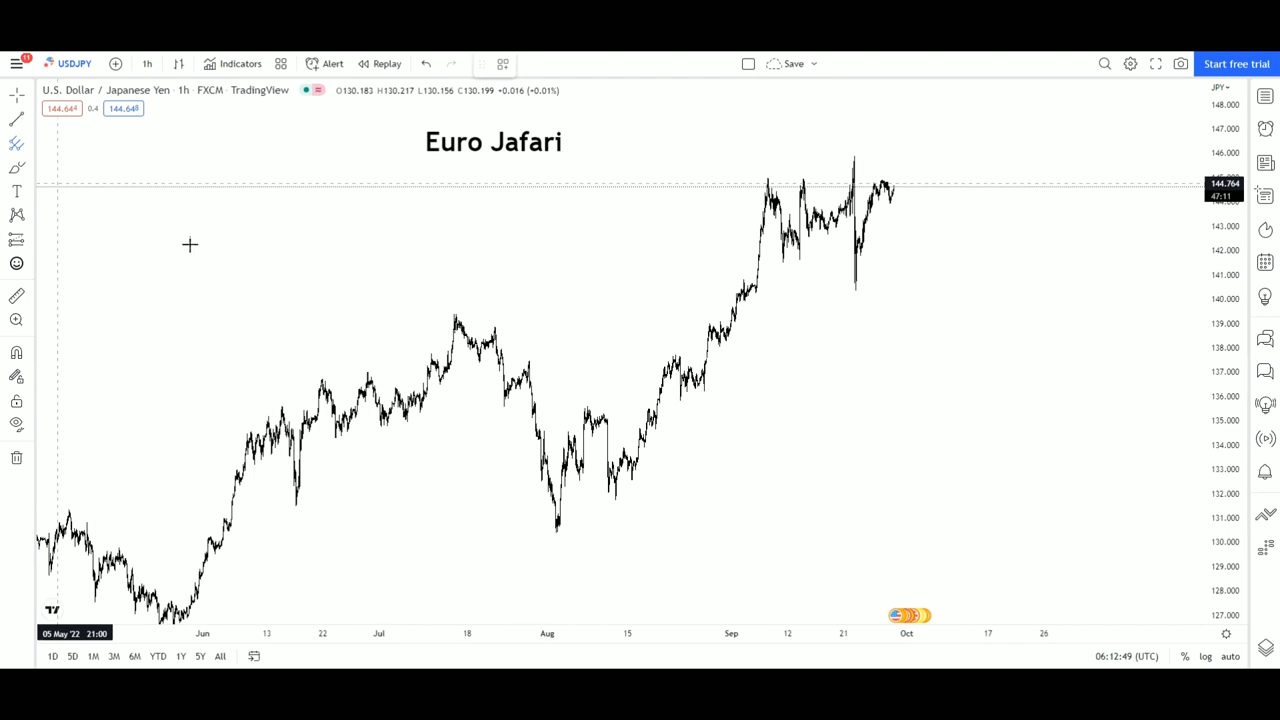 11
USDJPY
1h
Indicators
Alert
Replay
Save
Start free trial
U.S. Dollar / Japanese Yen · 1h · FXCM · TradingView
O130.183 H130.217 L130.156 C130.199 +0.016 (+0.01%)
JPY
144.644
0.4
144.648
Euro Jafari
148.000
147.000
146.000
144.764
47:11
143.000
142.000
141.000
140.000
139.000
138.000
137.000
136.000
135.000
134.000
133.000
132.000
131.000
130.000
129.000
128.000
127.000
05 May '22 21:00
Jun
13
22
Jul
18
Aug
15
Sep
12
21
Oct
17
26
1D 5D 1M 3M 6M YTD 1Y 5Y All
06:12:49 (UTC)
% log auto